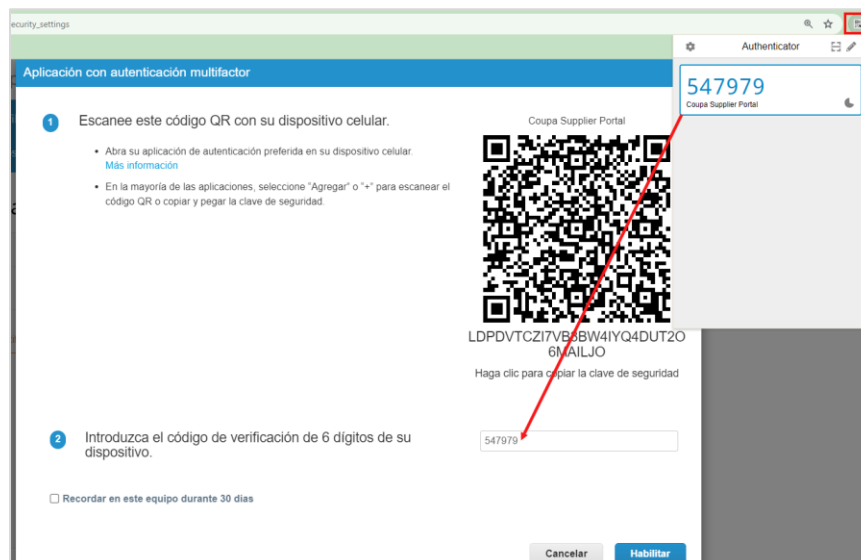 ecurity_settings
Authenticator
547979
Coupa Supplier Portal
Aplicación con autenticación multifactor
1
Escanee este código QR con su dispositivo celular.
Abra su aplicación de autenticación preferida en su dispositivo celular.
Más información
En la mayoría de las aplicaciones, seleccione "Agregar" o "+" para escanear el
código QR o copiar y pegar la clave de seguridad.
Coupa Supplier Portal
6MAILJO
Haga clic para copiar la clave de seguridad
2
Introduzca el código de verificación de 6 dígitos de su
dispositivo.
547979
Recordar en este equipo durante 30 días
Cancelar
Habilitar